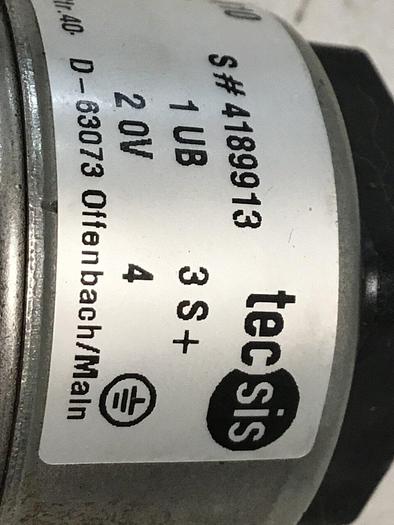 S# 4189913 tecsis
1 UB 3 S+
2 0V 4
D-63073 Offenbach/Main